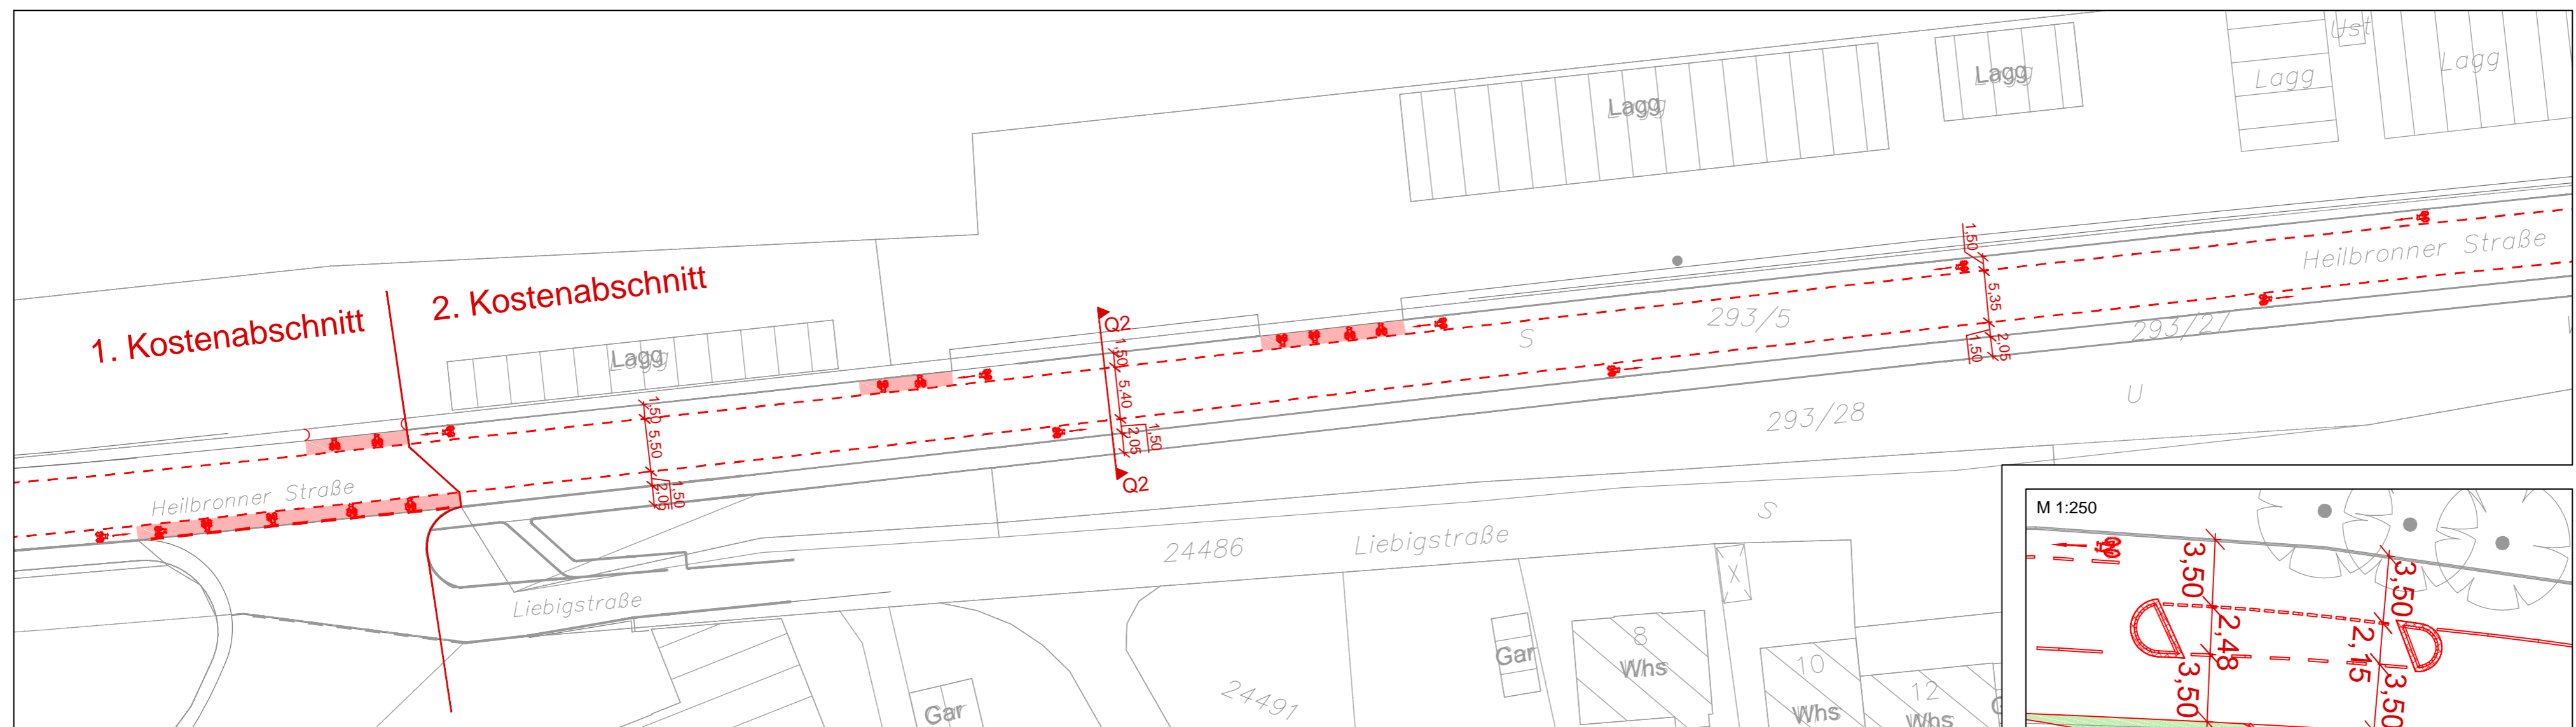 Ust
Lagg
Lagg
Lagg
Lagg
Heilbronner Straße
1,50
5,35
2,05
1,50
293/5
293/27
S
1. Kostenabschnitt
2. Kostenabschnitt
Lagg
Q2
1,50
5,40
2,05
1,50
Q2
1,50
5,50
2,05
1,50
293/28
U
Heilbronner Straße
S
24486
Liebigstraße
Liebigstraße
X
M 1:250
3,50
2,48
3,50
3,50
2,15
3,50
Gar
8
Whs
10
Whs
12
Whs
24491
Gar